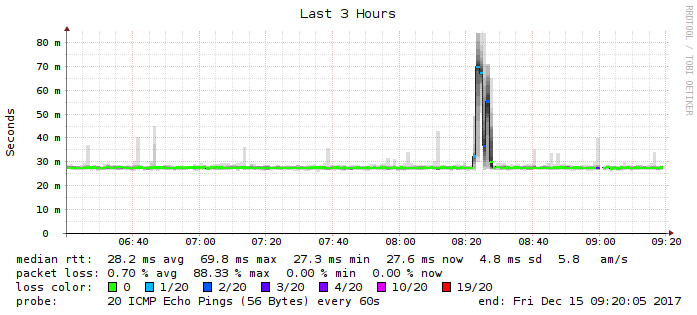 Last 3 Hours
RRDTOOL / TOBI OETIKER
Seconds
80 m
70 m
60 m
50 m
40 m
30 m
20 m
10 m
0
06:40 07:00 07:20 07:40 08:00 08:20 08:40 09:00 09:20
median rtt: 28.2 ms avg 69.8 ms max 27.3 ms min 27.6 ms now 4.8 ms sd 5.8 am/s
packet loss: 0.70 % avg 88.33 % max 0.00 % min 0.00 % now
loss color: 0 1/20 2/20 3/20 4/20 10/20 19/20
probe: 20 ICMP Echo Pings (56 Bytes) every 60s end: Fri Dec 15 09:20:05 2017